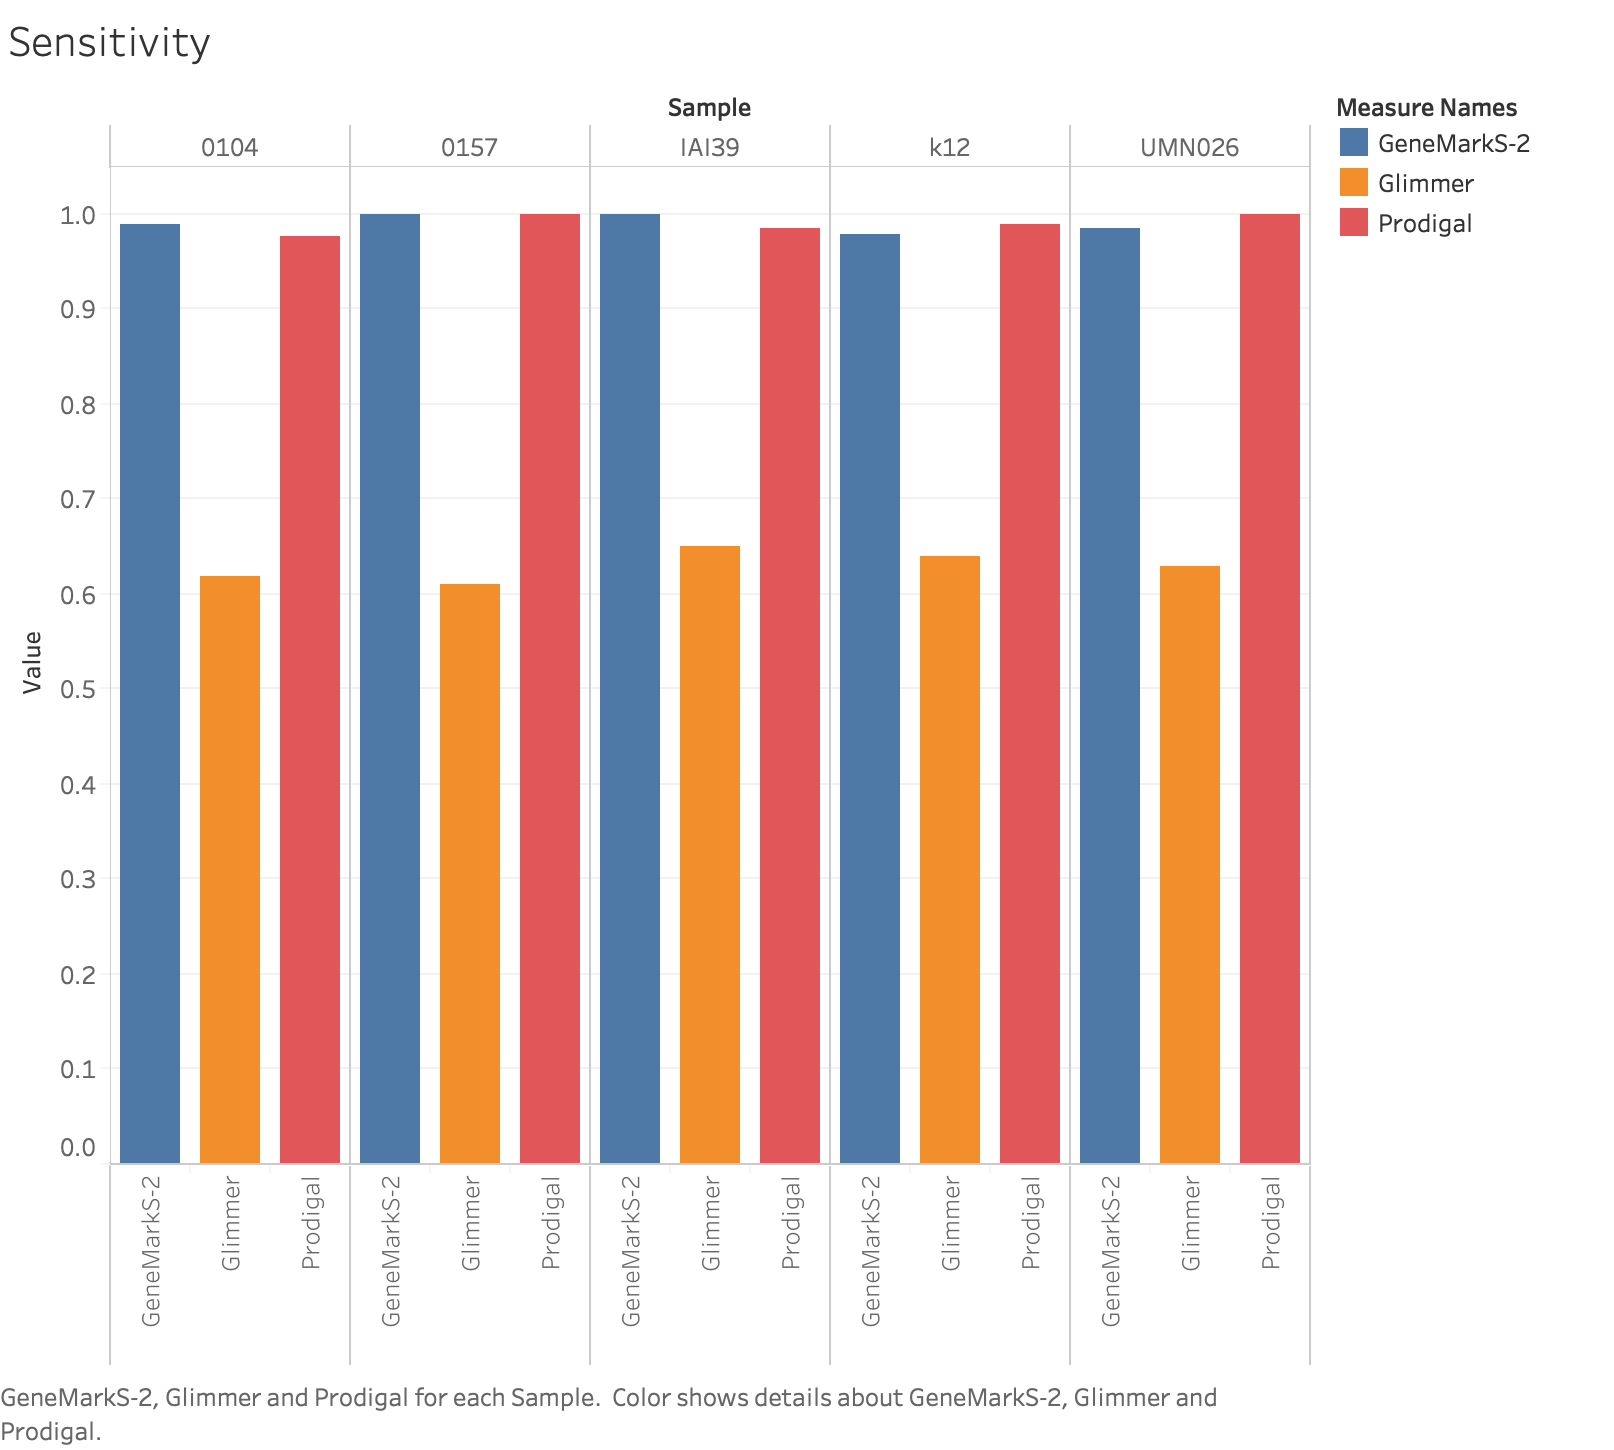 Sensitivity
Sample
Measure Names
0104 0157 IAI39 k12 UMN026
GeneMarkS-2
Glimmer
Prodigal
1.0
0.9
0.8
0.7
0.6
0.5
0.4
0.3
0.2
0.1
0.0
Value
GeneMarkS-2 Glimmer Prodigal GeneMarkS-2 Glimmer Prodigal GeneMarkS-2 Glimmer Prodigal GeneMarkS-2 Glimmer Prodigal GeneMarkS-2 Glimmer Prodigal
GeneMarkS-2, Glimmer and Prodigal for each Sample.  Color shows details about GeneMarkS-2, Glimmer and
Prodigal.